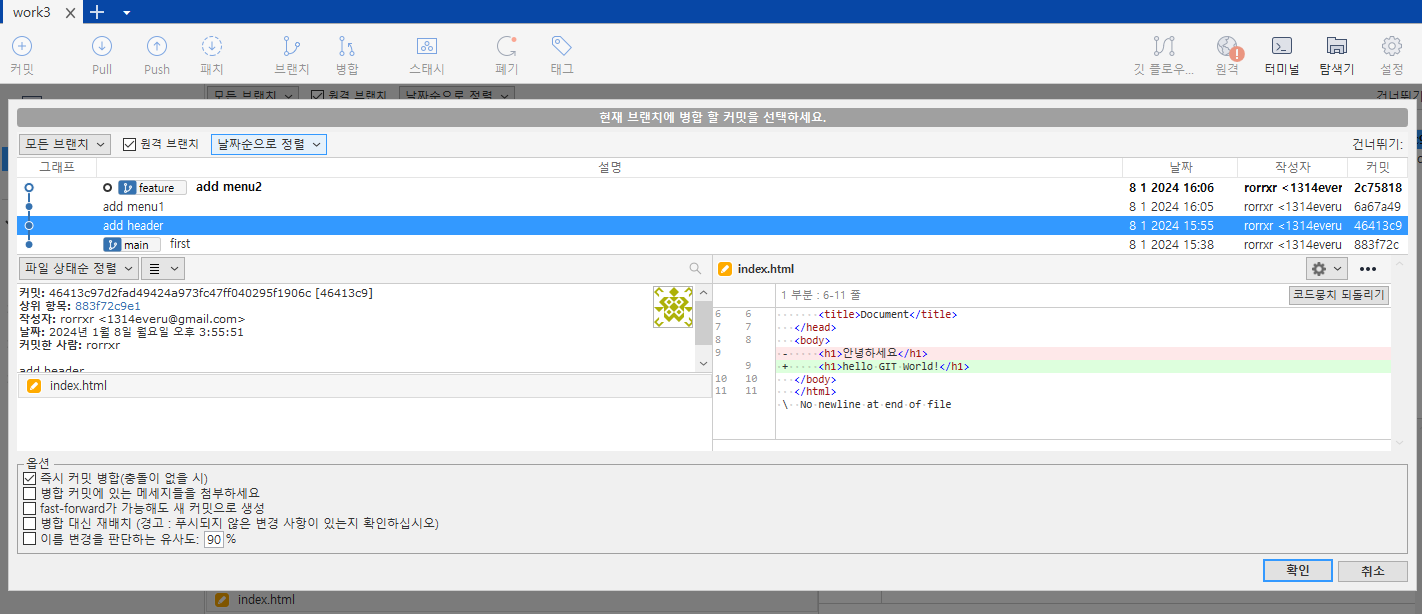 work3
커밋 Pull Push 패치 브랜치 병합 스태시 폐기 태그 깃 플로우... 원격 터미널 탐색기 설정
모든 브랜치 원격 브랜치 날짜순으로 정렬 건너뛰기
현재 브랜치에 병합 할 커밋을 선택하세요.
모든 브랜치 원격 브랜치 날짜순으로 정렬 건너뛰기:
그래프 설명 날짜 작성자 커밋
feature add menu2 8 1 2024 16:06 rorrxr <1314ever 2c75818
add menu1 8 1 2024 16:05 rorrxr <1314everu 6a67a49
add header 8 1 2024 15:55 rorrxr <1314everu 46413c9
main first 8 1 2024 15:38 rorrxr <1314everu 883f72c
파일 상태순 정렬
커밋: 46413c97d2fad49424a973fc47ff040295f1906c [46413c9]
상위 항목: 883f72c9e1
작성자: rorrxr <1314everu@gmail.com>
날짜: 2024년 1월 8일 월요일 오후 3:55:51
커밋한 사람: rorrxr
add header
index.html
index.html
1 부분 : 6-11 줄 코드뭉치 되돌리기
6 6 <title>Document</title>
7 7 </head>
8 8 <body>
9 - <h1>안녕하세요</h1>
9 + <h1>hello GIT World!</h1>
10 10 </body>
11 11 </html>
\ No newline at end of file
옵션
즉시 커밋 병합(충돌이 없을 시)
병합 커밋에 있는 메세지들을 첨부하세요
fast-forward가 가능해도 새 커밋으로 생성
병합 대신 재배치 (경고 : 푸시되지 않은 변경 사항이 있는지 확인하십시오)
이름 변경을 판단하는 유사도: 90 %
확인 취소
index.html